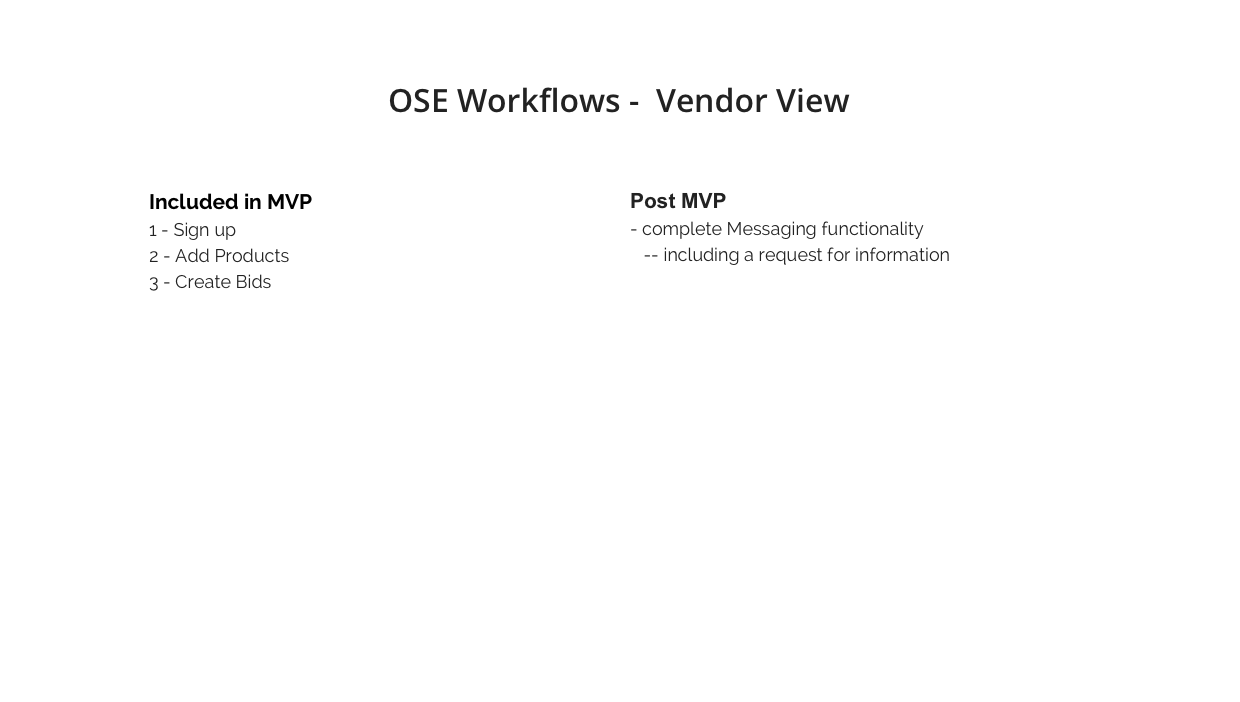 OSE Workflows -  Vendor View
Included in MVP
1 - Sign up
2 - Add Products
3 - Create Bids
Post MVP
- complete Messaging functionality
-- including a request for information